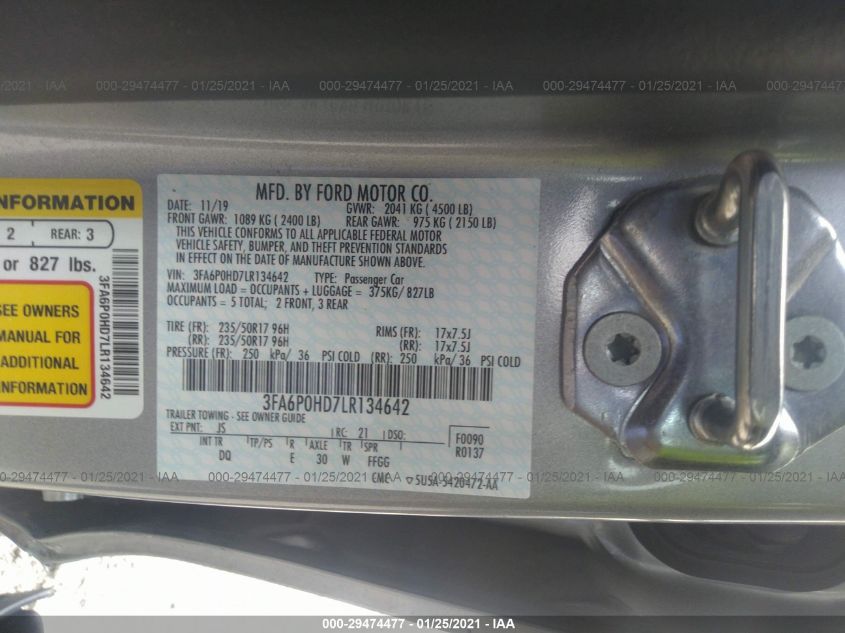 000-29474477 - 01/25/2021 - IAA
000-29474477 - 01/25/2021 - IAA
000-29474477 - 01/25/2021 - IAA
NFORMATION
2 REAR: 3
or 827 lbs.
SEE OWNERS
MANUAL FOR
ADDITIONAL
INFORMATION
3FA6P0HD7LR134642
MFD. BY FORD MOTOR CO.
DATE: 11/19 GVWR: 2041 KG ( 4500 LB)
FRONT GAWR: 1089 KG ( 2400 LB) REAR GAWR: 975 KG ( 2150 LB)
THIS VEHICLE CONFORMS TO ALL APPLICABLE FEDERAL MOTOR
VEHICLE SAFETY, BUMPER, AND THEFT PREVENTION STANDARDS
IN EFFECT ON THE DATE OF MANUFACTURE SHOWN ABOVE.
VIN: 3FA6P0HD7LR134642 TYPE: Passenger Car
MAXIMUM LOAD = OCCUPANTS + LUGGAGE = 375KG/ 827LB
OCCUPANTS = 5 TOTAL; 2 FRONT, 3 REAR
TIRE (FR): 235/50R17 96H RIMS (FR): 17x7.5J
(RR): 235/50R17 96H (RR): 17x7.5J
PRESSURE (FR): 250 kPa/ 36 PSI COLD (RR): 250 kPa/ 36 PSI COLD
3FA6P0HD7LR134642
TRAILER TOWING - SEE OWNER GUIDE
EXT PNT: JS RC: 21 DSO: F0090
INT TR TP/PS R AXLE TR SPR R0137
DQ E 30 W FFGG
CMC 5U5A-5420472-AA
000-29474477 - 01/25/2021 - IAA
000-29474477 - 01/25/2021 - IAA
000-29474477 - 01/25/2021 - IAA
000-29474477 - 01/25/2021 - IAA